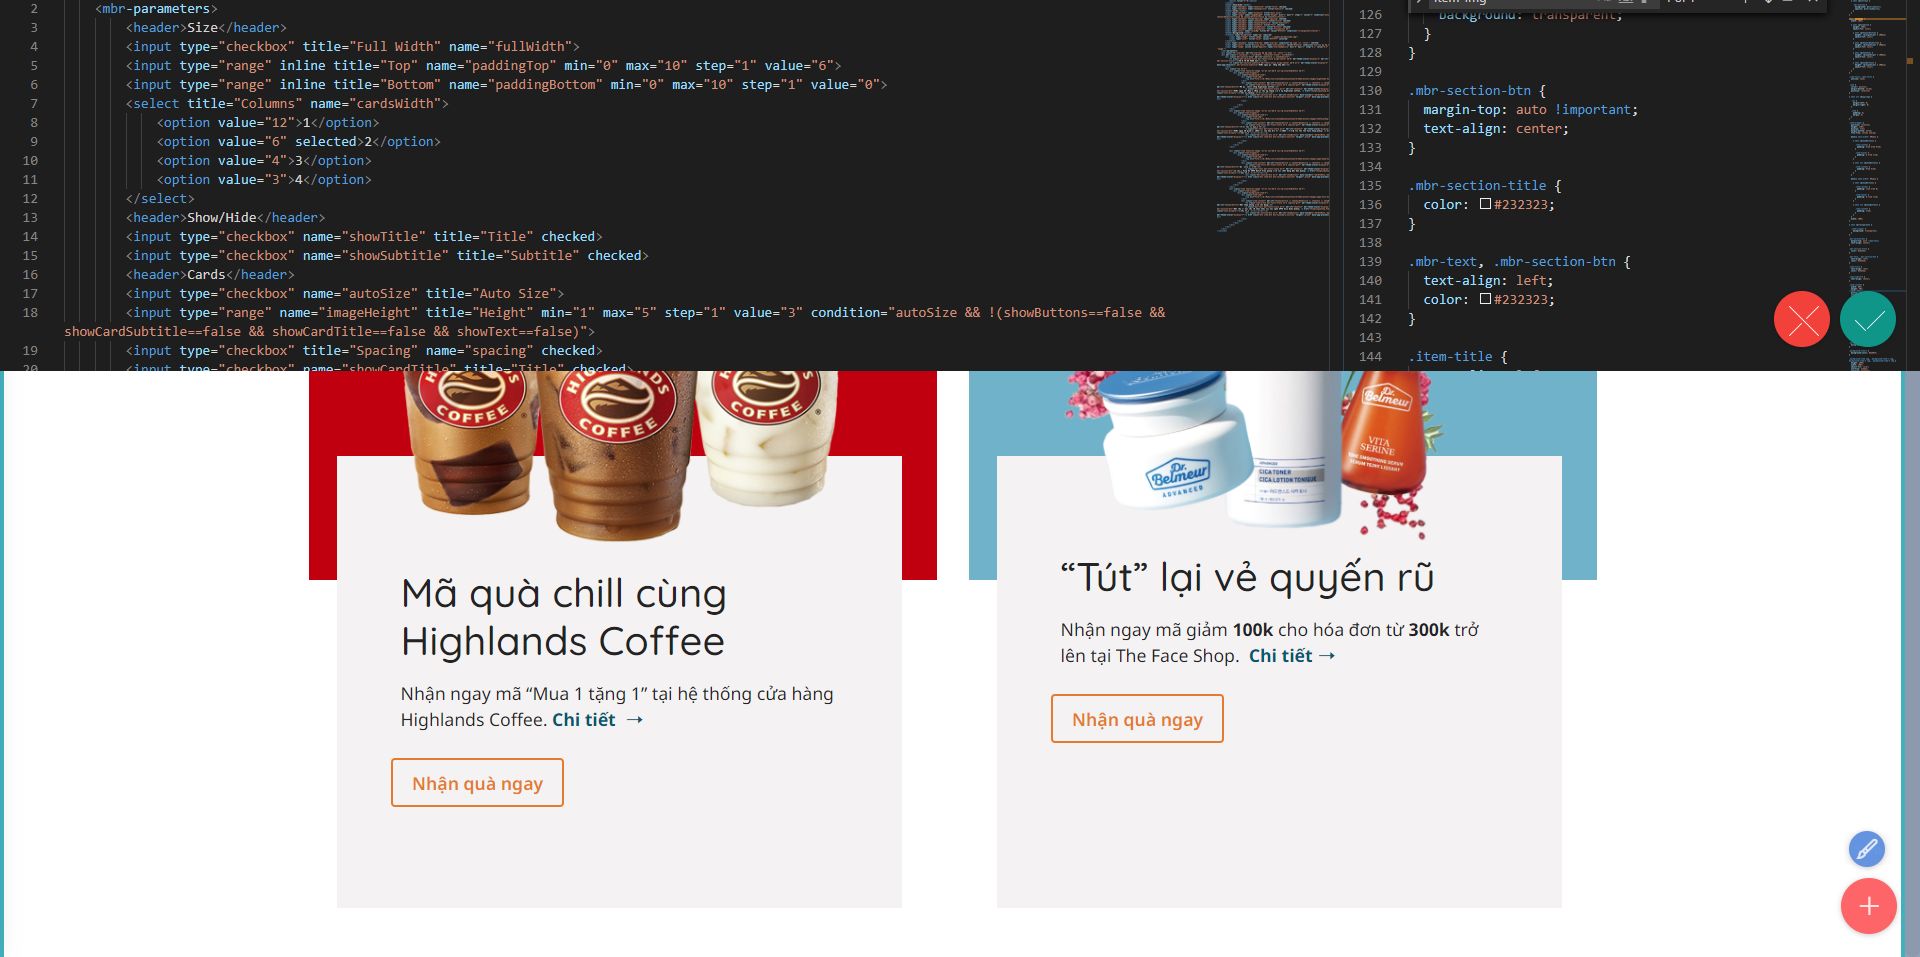 2 <mbr-parameters>
3 <header>Size</header>
4 <input type="checkbox" title="Full Width" name="fullWidth">
5 <input type="range" inline title="Top" name="paddingTop" min="0" max="10" step="1" value="6">
6 <input type="range" inline title="Bottom" name="paddingBottom" min="0" max="10" step="1" value="0">
7 <select title="Columns" name="cardsWidth">
8 <option value="12">1</option>
9 <option value="6" selected>2</option>
10 <option value="4">3</option>
11 <option value="3">4</option>
12 </select>
13 <header>Show/Hide</header>
14 <input type="checkbox" name="showTitle" title="Title" checked>
15 <input type="checkbox" name="showSubtitle" title="Subtitle" checked>
16 <header>Cards</header>
17 <input type="checkbox" name="autoSize" title="Auto Size">
18 <input type="range" name="imageHeight" title="Height" min="1" max="5" step="1" value="3" condition="autoSize && !(showButtons==false &&
showCardSubtitle==false && showCardTitle==false && showText==false)">
19 <input type="checkbox" title="Spacing" name="spacing" checked>
20 <input type="checkbox" name="showCardTitle" title="Title" checked>
126 background: transparent;
127 }
128 }
129
130 .mbr-section-btn {
131 margin-top: auto !important;
132 text-align: center;
133 }
134
135 .mbr-section-title {
136 color: #232323;
137 }
138
139 .mbr-text, .mbr-section-btn {
140 text-align: left;
141 color: #232323;
142 }
143
144 .item-title {
HIGHLANDS
COFFEE
COFFEE
COFFEE
Mã quà chill cùng
Highlands Coffee
Nhận ngay mã “Mua 1 tặng 1” tại hệ thống cửa hàng
Highlands Coffee. Chi tiết →
Nhận quà ngay
Dr.
Belmeur
ADVANCED
ADVANCED
CICA TONER
CICA LOTION TONIQUE
Dr.
Belmeur
VITA
SERINE
“Tút” lại vẻ quyến rũ
Nhận ngay mã giảm 100k cho hóa đơn từ 300k trở
lên tại The Face Shop. Chi tiết →
Nhận quà ngay